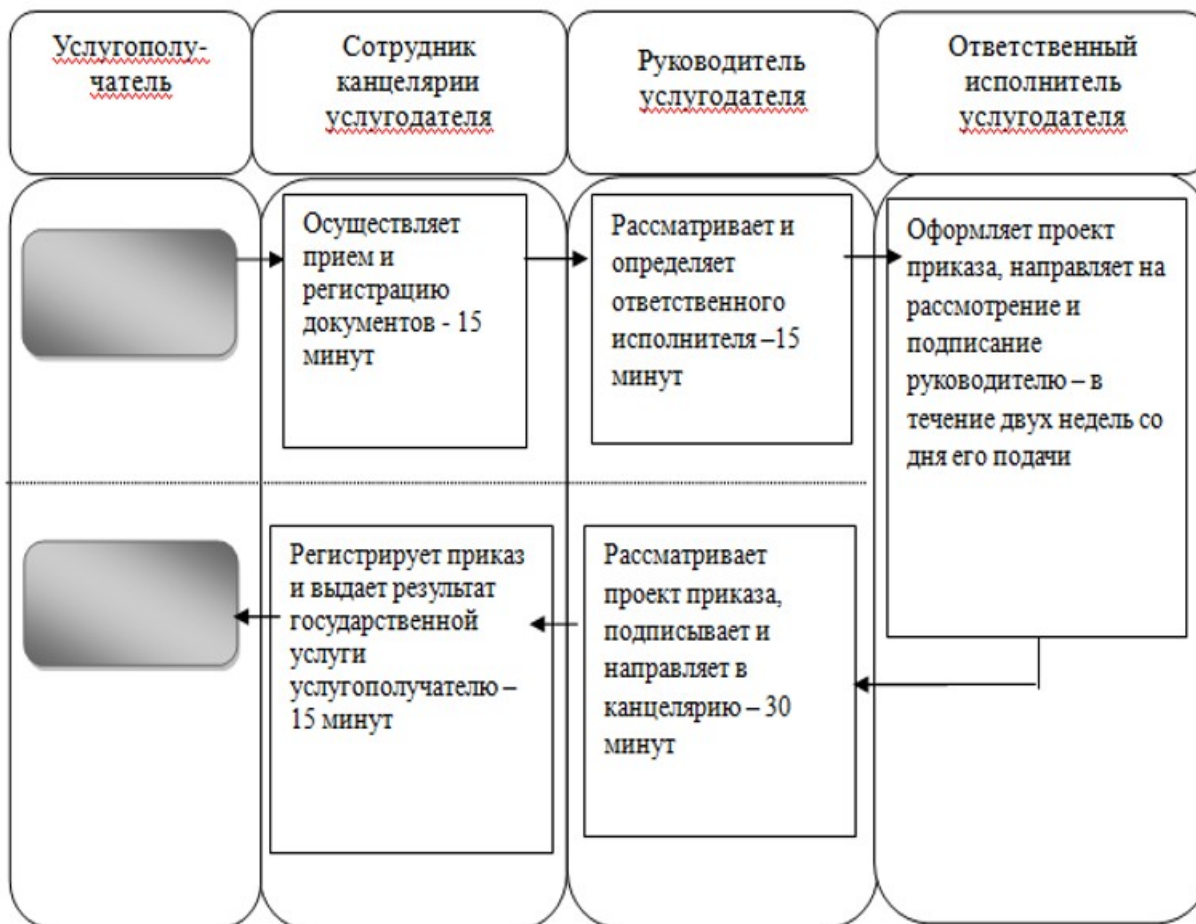 Услугополу-
чатель
Сотрудник
канцелярии
услугодателя
Руководитель
услугодателя
Ответственный
исполнитель
услугодателя
Осуществляет
прием и
регистрацию
документов - 15
минут
Рассматривает и
определяет
ответственного
исполнителя –15
минут
Оформляет проект
приказа, направляет на
рассмотрение и
подписание
руководителю – в
течение двух недель со
дня его подачи
Регистрирует приказ
и выдает результат
государственной
услуги
услугополучателю –
15 минут
Рассматривает
проект приказа,
подписывает и
направляет в
канцелярию – 30
минут